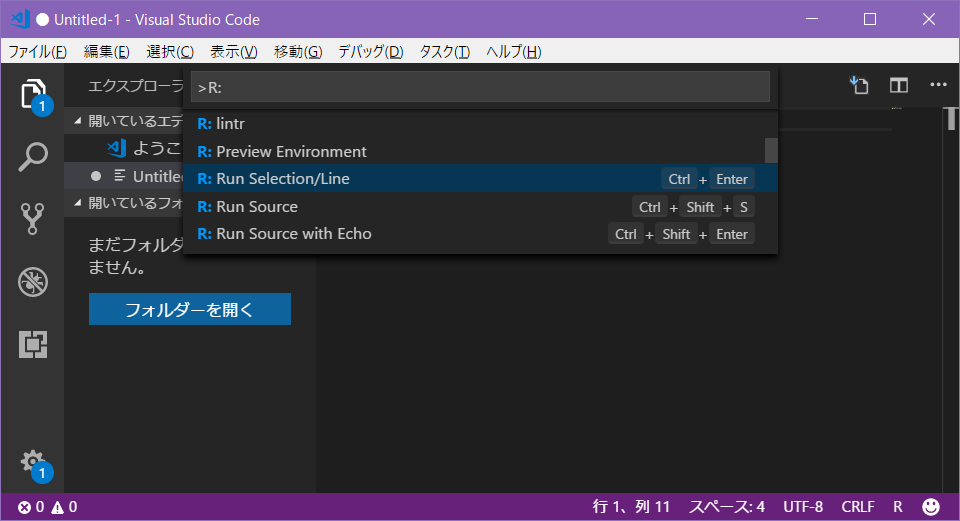 Untitled-1 - Visual Studio Code
ファイル(F) 編集(E) 選択(C) 表示(V) 移動(G) デバッグ(D) タスク(T) ヘルプ(H)
エクスプローラ
>R:
開いているエデ
ようこ
Untitle
開いているフォ
まだフォルダ
ません。
フォルダーを開く
R: lintr
R: Preview Environment
R: Run Selection/Line Ctrl + Enter
R: Run Source Ctrl + Shift + S
R: Run Source with Echo Ctrl + Shift + Enter
1
1
0 0 行 1、列 11 スペース: 4 UTF-8 CRLF R